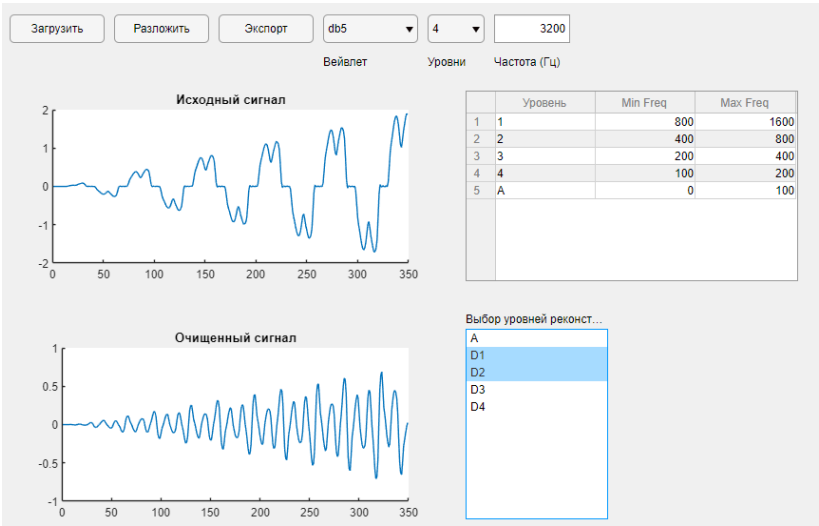 Загрузить Разложить Экспорт db5 4 3200
Вейвлет Уровни Частота (Гц)
Исходный сигнал
2
1
0
-1
-2
0 50 100 150 200 250 300 350
Уровень Min Freq Max Freq
1 1 800 1600
2 2 400 800
3 3 200 400
4 4 100 200
5 A 0 100
Очищенный сигнал
1
0.5
0
-0.5
-1
0 50 100 150 200 250 300 350
Выбор уровней реконст...
A
D1
D2
D3
D4